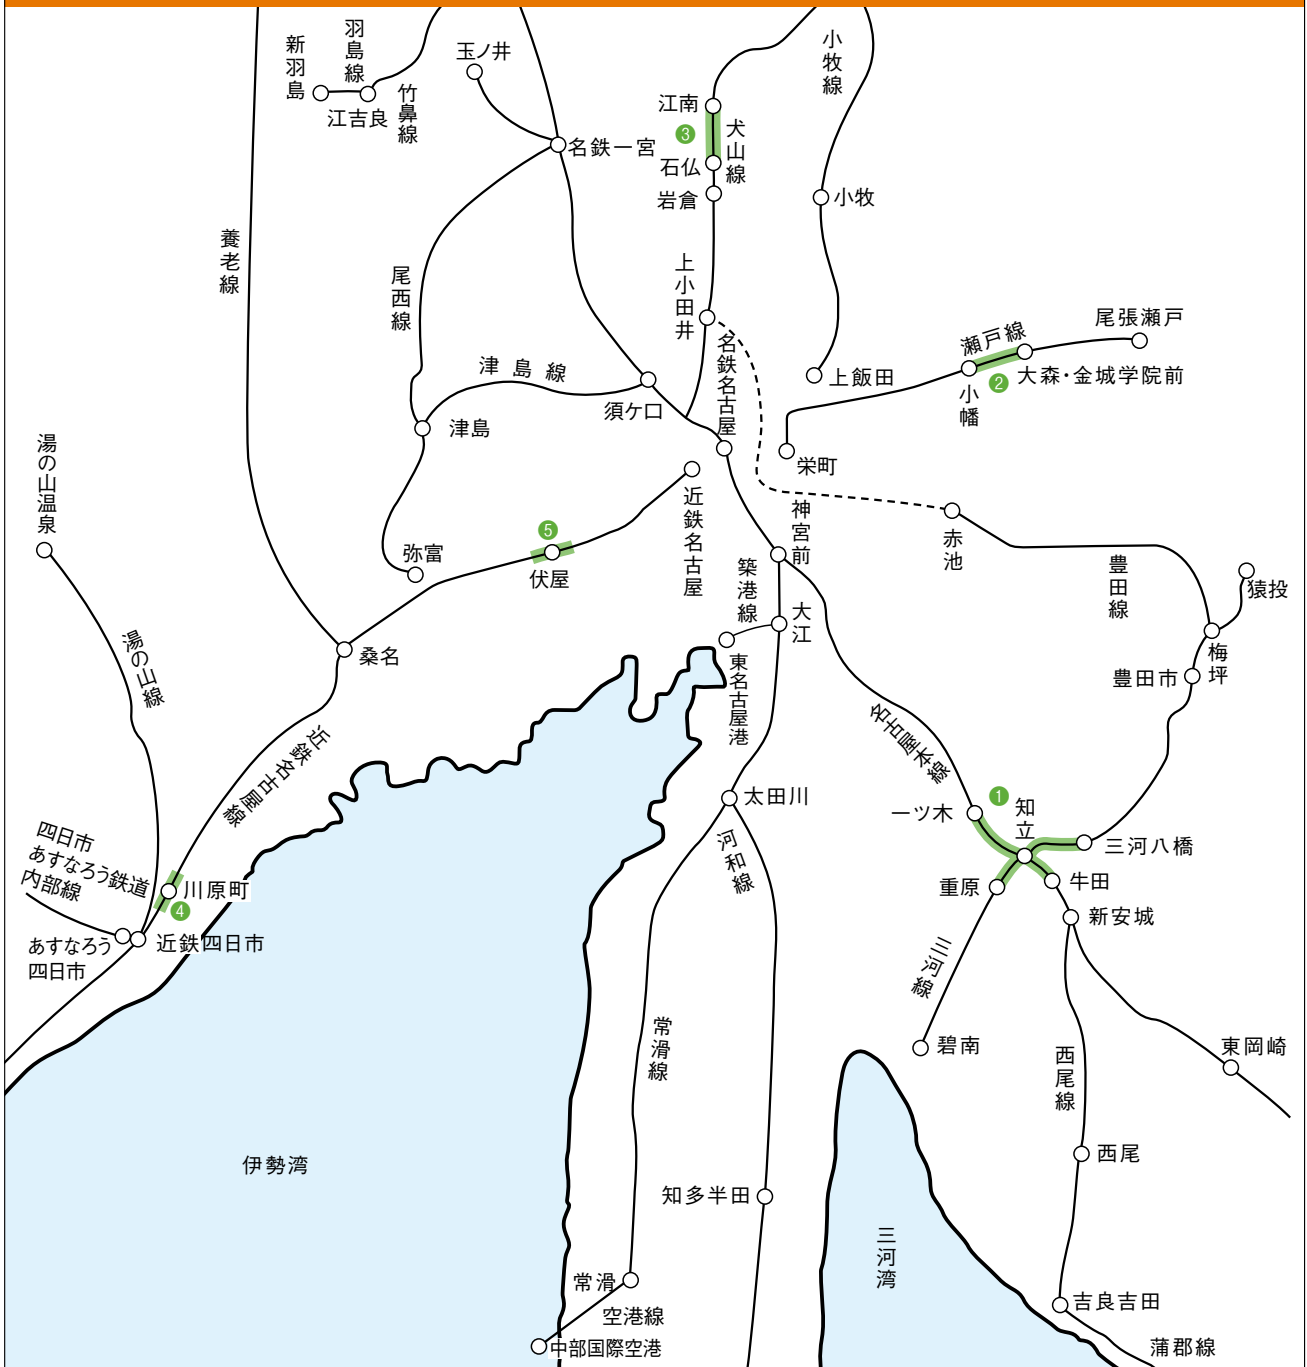 羽島線
新羽島
江吉良
竹鼻線
玉ノ井
名鉄一宮
江南
③
犬山線
石仏
岩倉
小牧線
小牧
養老線
尾西線
上小田井
名鉄名古屋
尾張瀬戸
瀬戸線
②
大森・金城学院前
小幡
上飯田
津島線
須ケ口
津島
栄町
湯の山温泉
近鉄名古屋
神宮前
赤池
⑤
伏屋
弥富
築港線
大江
豊田線
猿投
梅坪
豊田市
桑名
湯の山線
東名古屋港
近鉄名古屋線
名古屋本線
太田川
河和線
一ツ木
①
知立
三河八橋
重原
牛田
新安城
四日市
あすなろう鉄道
内部線
川原町
④
あすなろう
四日市
近鉄四日市
三河線
碧南
常滑線
西尾線
東岡崎
伊勢湾
西尾
知多半田
三河湾
常滑
空港線
中部国際空港
吉良吉田
蒲郡線